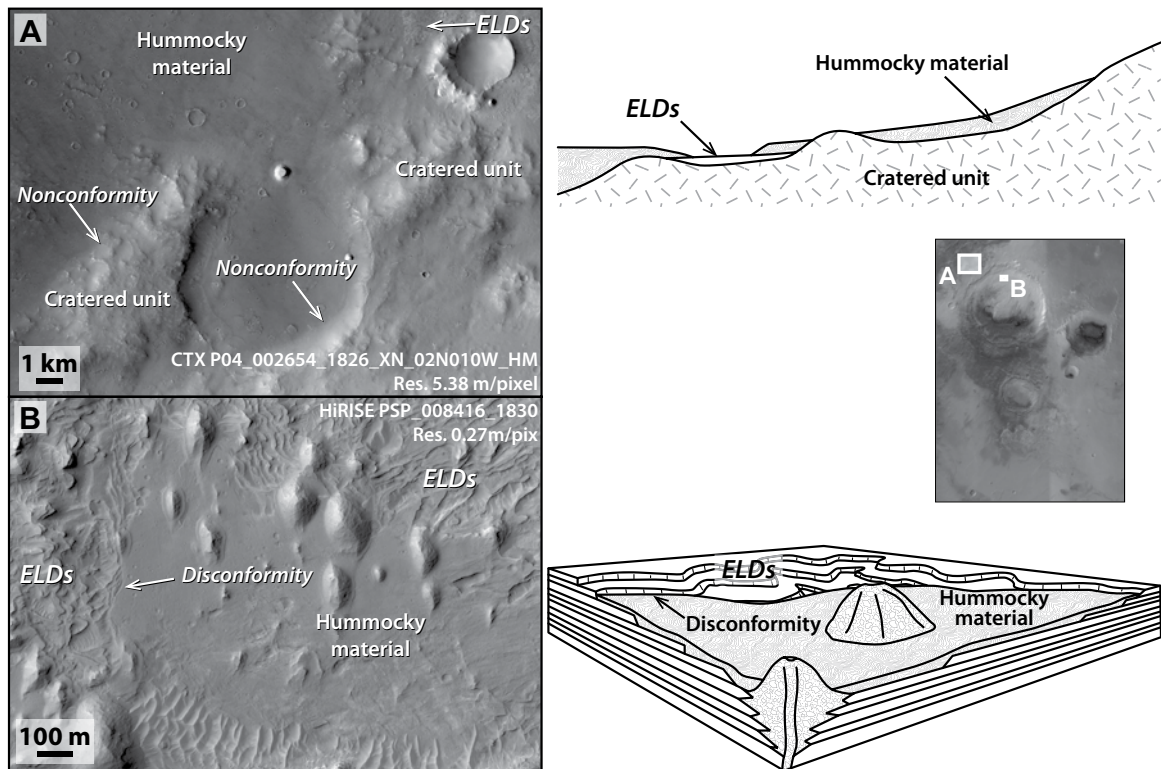 A
Hummocky
material
ELDs
Cratered unit
Nonconformity
Nonconformity
Cratered unit
1 km
CTX P04_002654_1826_XN_02N010W_HM
Res. 5.38 m/pixel
Hummocky material
ELDs
Cratered unit
A
B
B
HiRISE PSP_008416_1830
Res. 0.27m/pix
ELDs
ELDs
Disconformity
Hummocky
material
100 m
ELDs
Disconformity
Hummocky
material